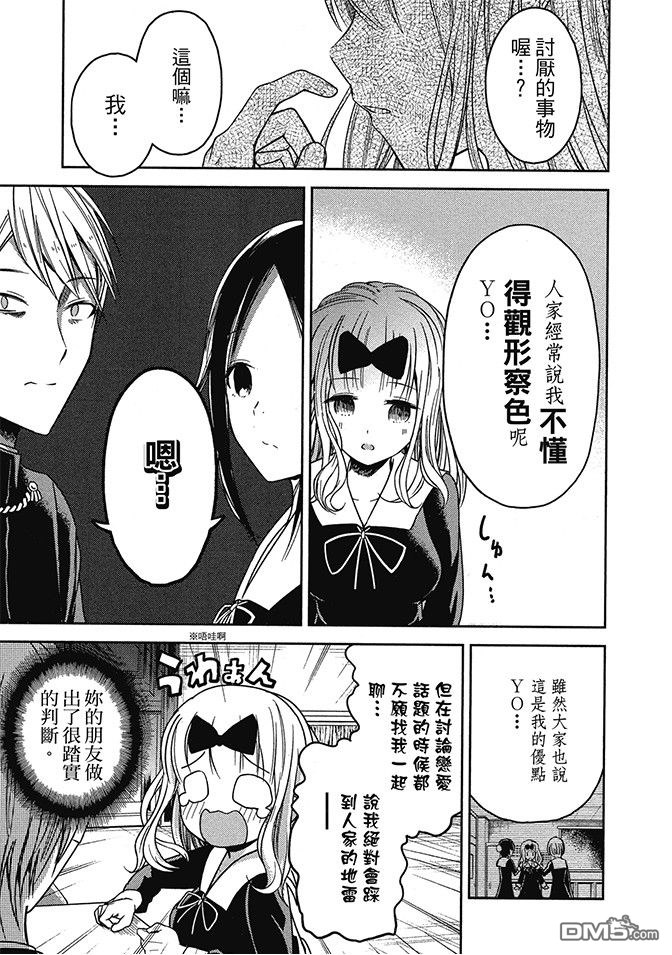 討厭的事物
喔⋯?
這個嘛⋯
我⋯
人家經常說我不懂
得觀形察色呢
YO⋯
しゅん⋯
嗯⋯
雖然大家也說
這是我的優點
YO⋯
但在討論戀愛
話題的時候都
不願找我一起
聊⋯
說我絕對會踩
到人家的地雷
——
※唔哇啊
うわぁん
妳的朋友做
出了很踏實
的判斷。
DM5.com